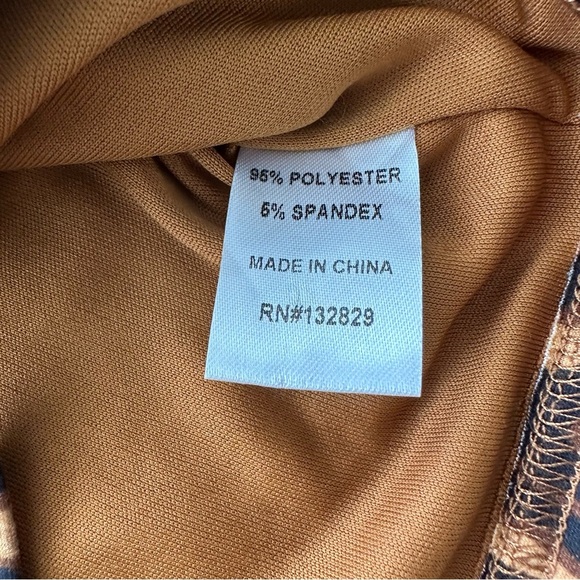 95% POLYESTER
5% SPANDEX
MADE IN CHINA
RN#132829